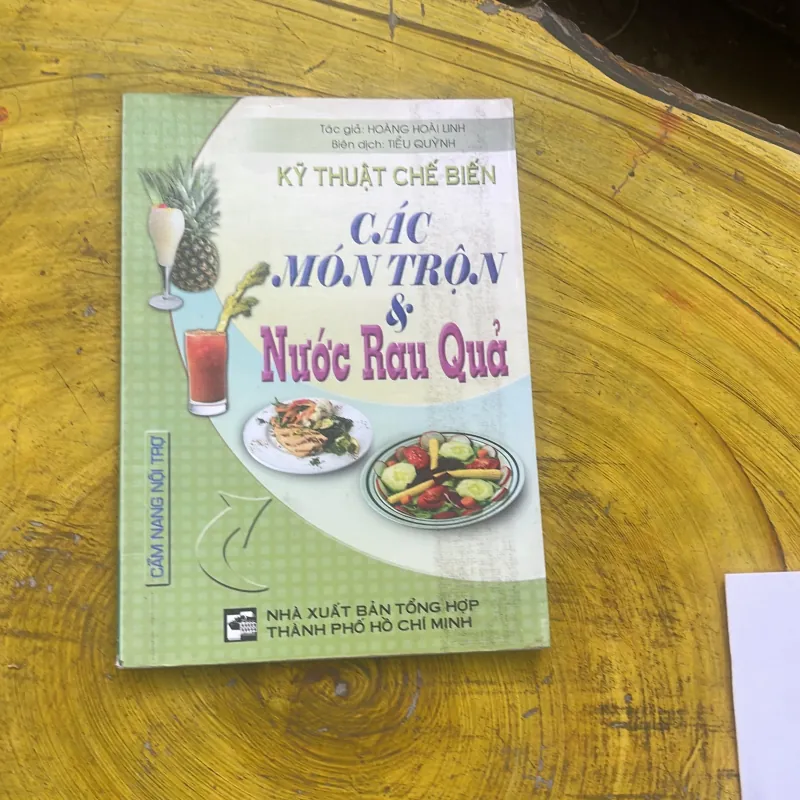 Tác giả: HOÀNG HOÀI LINH
Biên dịch: TIỂU QUỲNH
KỸ THUẬT CHẾ BIẾN
CÁC
MÓN TRỘN
&
Nước Rau Quả
CẨM NANG NỘI TRỢ
NHÀ XUẤT BẢN TỔNG HỢP
THÀNH PHỐ HỒ CHÍ MINH